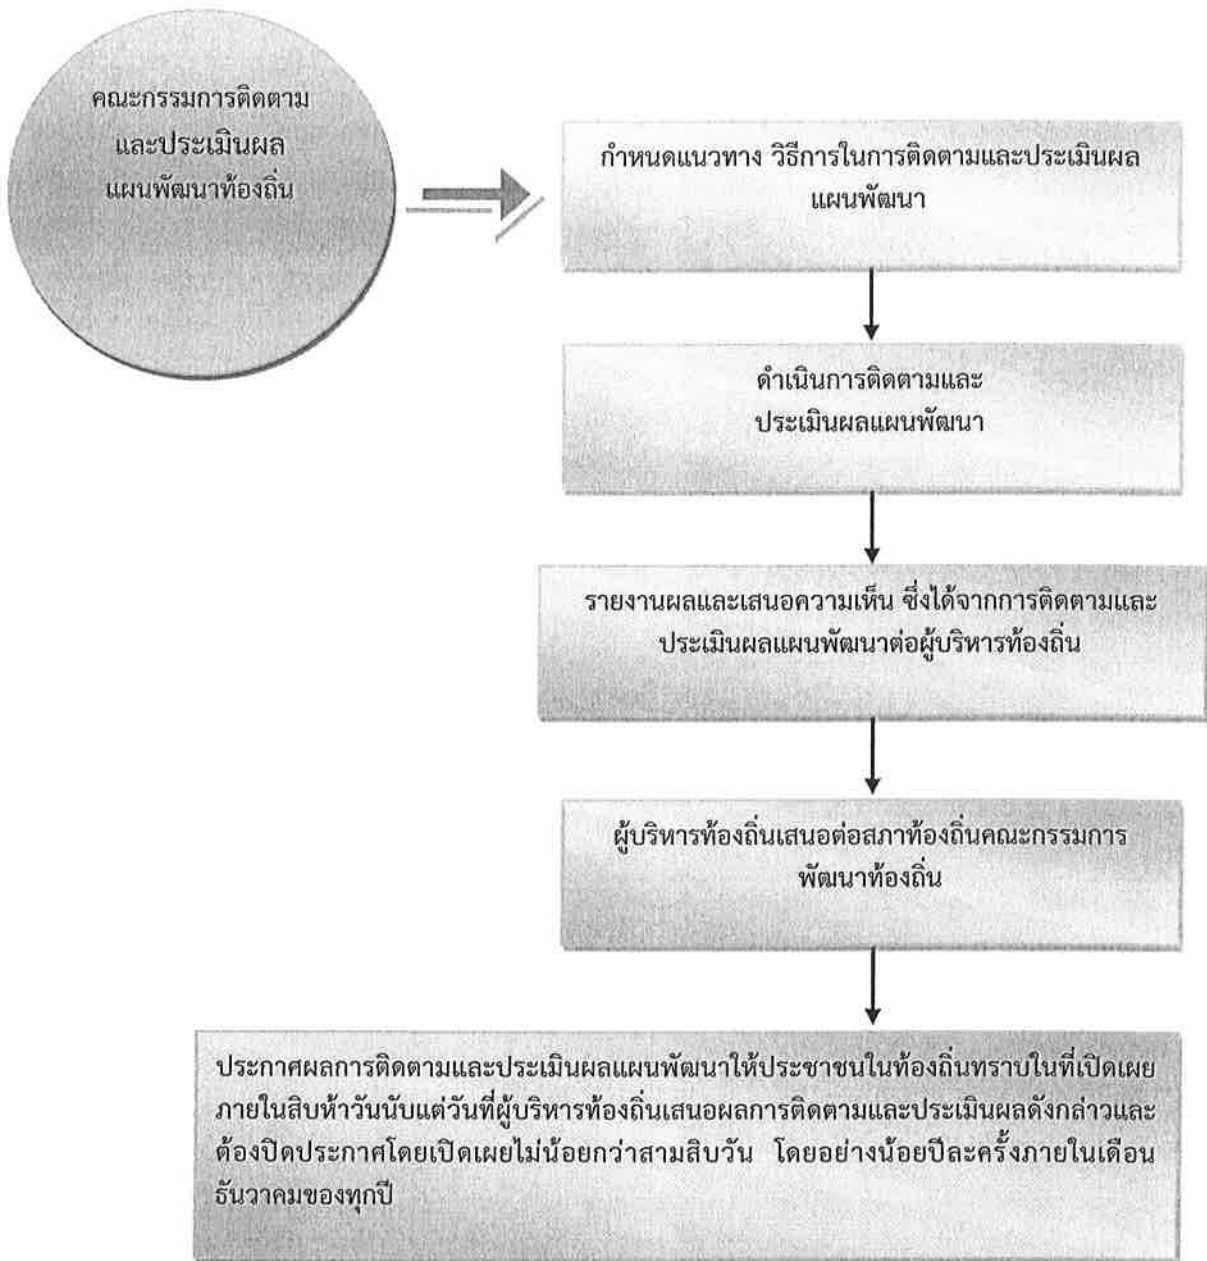 คณะกรรมการติดตาม
และประเมินผล
แผนพัฒนาท้องถิ่น
กำหนดแนวทาง วิธีการในการติดตามและประเมินผล
แผนพัฒนา
ดำเนินการติดตามและ
ประเมินผลแผนพัฒนา
รายงานผลและเสนอความเห็น ซึ่งได้จากการติดตามและ
ประเมินผลแผนพัฒนาต่อผู้บริหารท้องถิ่น
ผู้บริหารท้องถิ่นเสนอต่อสภาท้องถิ่นคณะกรรมการ
พัฒนาท้องถิ่น
ประกาศผลการติดตามและประเมินผลแผนพัฒนาให้ประชาชนในท้องถิ่นทราบในที่เปิดเผย
ภายในสิบห้าวันนับแต่วันที่ผู้บริหารท้องถิ่นเสนอผลการติดตามและประเมินผลดังกล่าวและ
ต้องปิดประกาศโดยเปิดเผยไม่น้อยกว่าสามสิบวัน โดยอย่างน้อยปีละครั้งภายในเดือน
ธันวาคมของทุกปี